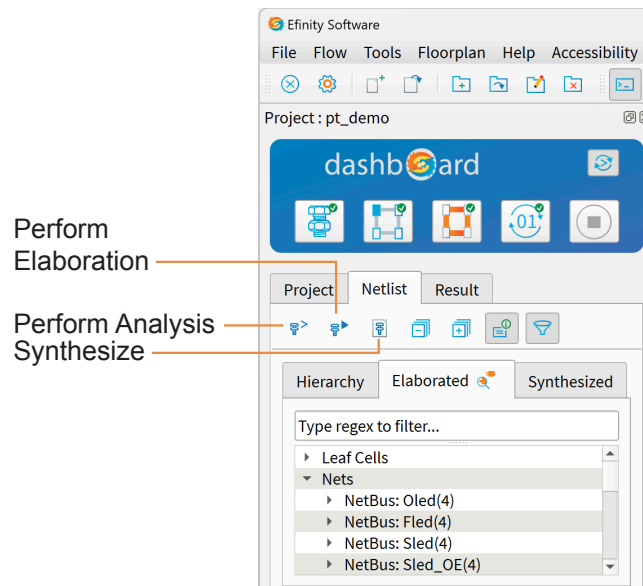 Efinity Software
File Flow Tools Floorplan Help Accessibility
Project : pt_demo
dashboard
01
Perform
Elaboration
Project Netlist Result
Perform Analysis
Synthesize
Hierarchy Elaborated Synthesized
Type regex to filter...
Leaf Cells
Nets
NetBus: Oled(4)
NetBus: Fled(4)
NetBus: Sled(4)
NetBus: Sled_OE(4)